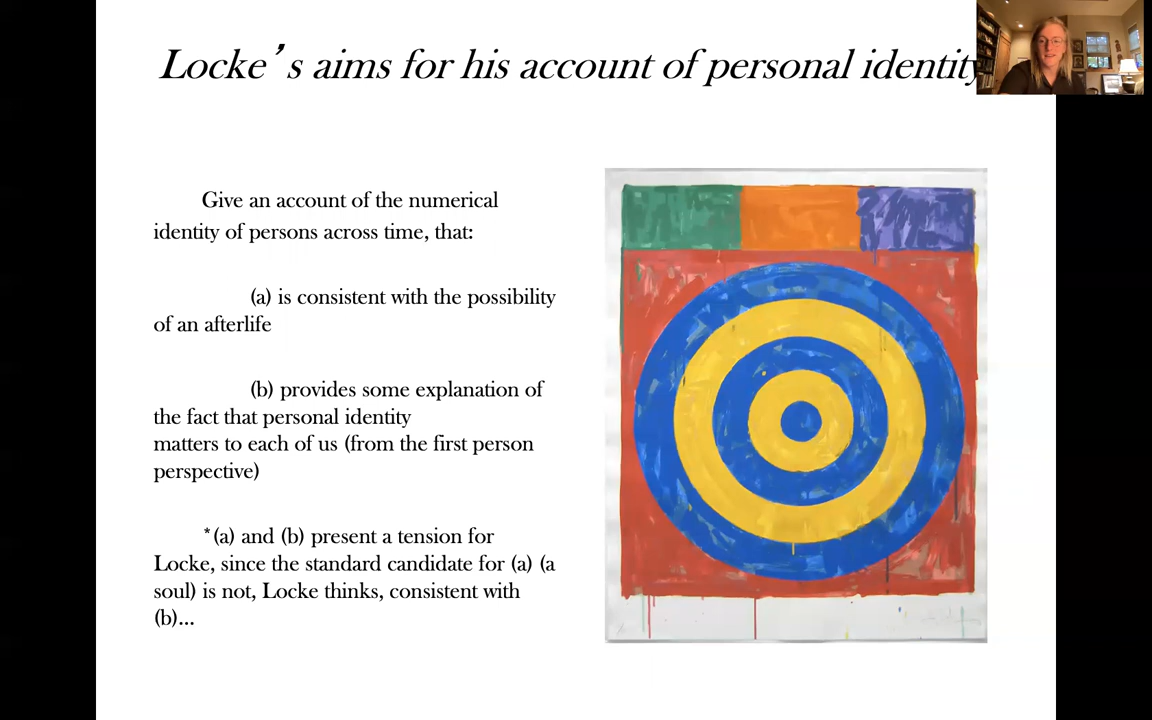 Locke's aims for his account of personal identity
Give an account of the numerical
identity of persons across time, that:
(a) is consistent with the possibility
of an afterlife
(b) provides some explanation of
the fact that personal identity
matters to each of us (from the first person
perspective)
*(a) and (b) present a tension for
Locke, since the standard candidate for (a) (a
soul) is not, Locke thinks, consistent with
(b)...